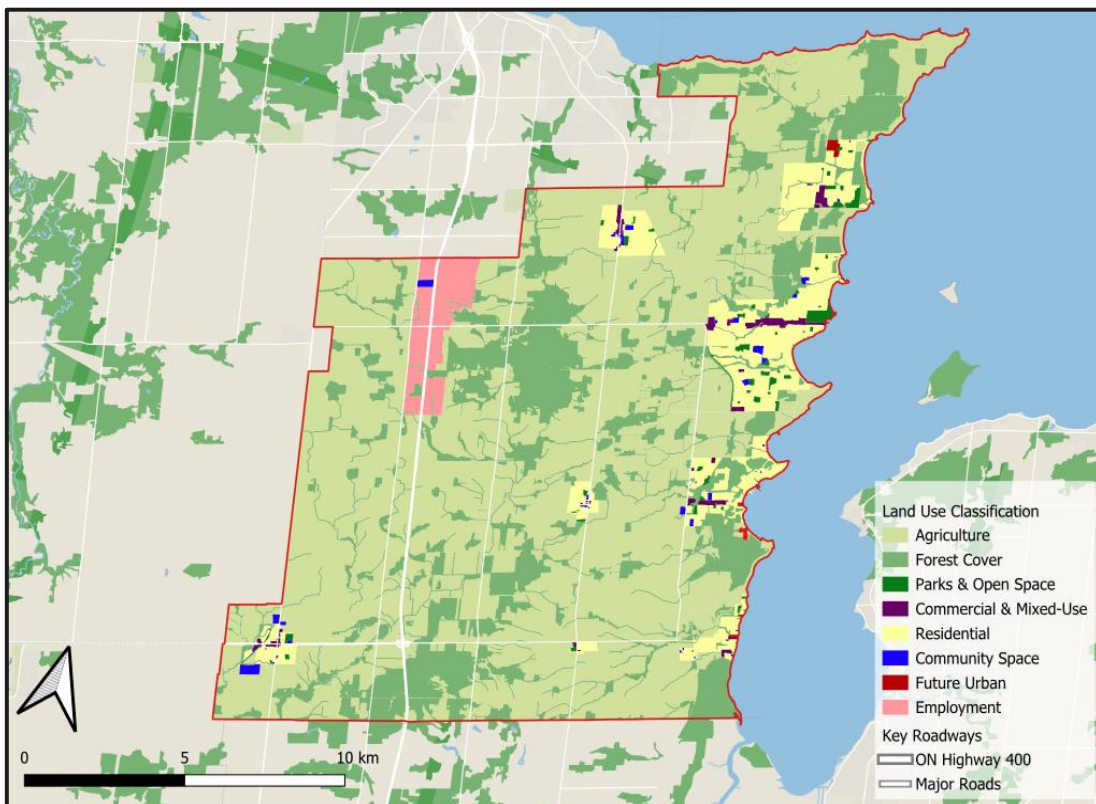 Land Use Classification
Agriculture
Forest Cover
Parks & Open Space
Commercial & Mixed-Use
Residential
Community Space
Future Urban
Employment
Key Roadways
ON Highway 400
Major Roads
0 5 10 km